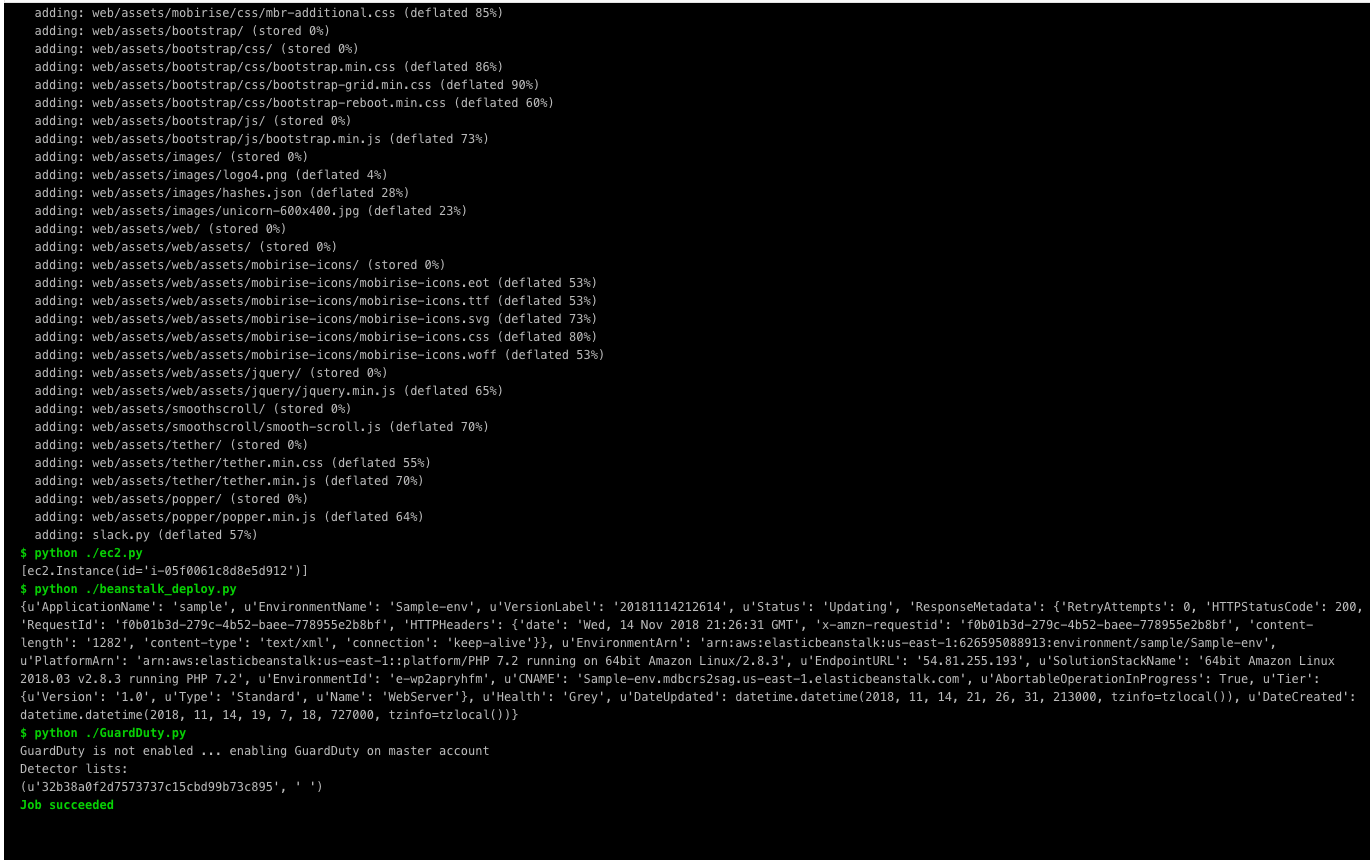 adding: web/assets/mobirise/css/mbr-additional.css (deflated 85%)
adding: web/assets/bootstrap/ (stored 0%)
adding: web/assets/bootstrap/css/ (stored 0%)
adding: web/assets/bootstrap/css/bootstrap.min.css (deflated 86%)
adding: web/assets/bootstrap/css/bootstrap-grid.min.css (deflated 90%)
adding: web/assets/bootstrap/css/bootstrap-reboot.min.css (deflated 60%)
adding: web/assets/bootstrap/js/ (stored 0%)
adding: web/assets/bootstrap/js/bootstrap.min.js (deflated 73%)
adding: web/assets/images/ (stored 0%)
adding: web/assets/images/logo4.png (deflated 4%)
adding: web/assets/images/hashes.json (deflated 28%)
adding: web/assets/images/unicorn-600x400.jpg (deflated 23%)
adding: web/assets/web/ (stored 0%)
adding: web/assets/web/assets/ (stored 0%)
adding: web/assets/web/assets/mobirise-icons/ (stored 0%)
adding: web/assets/web/assets/mobirise-icons/mobirise-icons.eot (deflated 53%)
adding: web/assets/web/assets/mobirise-icons/mobirise-icons.ttf (deflated 53%)
adding: web/assets/web/assets/mobirise-icons/mobirise-icons.svg (deflated 73%)
adding: web/assets/web/assets/mobirise-icons/mobirise-icons.css (deflated 80%)
adding: web/assets/web/assets/mobirise-icons/mobirise-icons.woff (deflated 53%)
adding: web/assets/web/assets/jquery/ (stored 0%)
adding: web/assets/web/assets/jquery/jquery.min.js (deflated 65%)
adding: web/assets/smoothscroll/ (stored 0%)
adding: web/assets/smoothscroll/smooth-scroll.js (deflated 70%)
adding: web/assets/tether/ (stored 0%)
adding: web/assets/tether/tether.min.css (deflated 55%)
adding: web/assets/tether/tether.min.js (deflated 70%)
adding: web/assets/popper/ (stored 0%)
adding: web/assets/popper/popper.min.js (deflated 64%)
adding: slack.py (deflated 57%)
$ python ./ec2.py
[ec2.Instance(id='i-05f0061c8d8e5d912')]
$ python ./beanstalk_deploy.py
{u'ApplicationName': 'sample', u'EnvironmentName': 'Sample-env', u'VersionLabel': '20181114212614', u'Status': 'Updating', 'ResponseMetadata': {'RetryAttempts': 0, 'HTTPStatusCode': 200,
'RequestId': 'f0b01b3d-279c-4b52-baee-778955e2b8bf', 'HTTPHeaders': {'date': 'Wed, 14 Nov 2018 21:26:31 GMT', 'x-amzn-requestid': 'f0b01b3d-279c-4b52-baee-778955e2b8bf', 'content-
length': '1282', 'content-type': 'text/xml', 'connection': 'keep-alive'}}, u'EnvironmentArn': 'arn:aws:elasticbeanstalk:us-east-1:626595088913:environment/sample/Sample-env',
u'PlatformArn': 'arn:aws:elasticbeanstalk:us-east-1::platform/PHP 7.2 running on 64bit Amazon Linux/2.8.3', u'EndpointURL': '54.81.255.193', u'SolutionStackName': '64bit Amazon Linux
2018.03 v2.8.3 running PHP 7.2', u'EnvironmentId': 'e-wp2apryhfm', u'CNAME': 'Sample-env.mdbcrs2sag.us-east-1.elasticbeanstalk.com', u'AbortableOperationInProgress': True, u'Tier':
{u'Version': '1.0', u'Type': 'Standard', u'Name': 'WebServer'}, u'Health': 'Grey', u'DateUpdated': datetime.datetime(2018, 11, 14, 21, 26, 31, 213000, tzinfo=tzlocal()), u'DateCreated':
datetime.datetime(2018, 11, 14, 19, 7, 18, 727000, tzinfo=tzlocal())}
$ python ./GuardDuty.py
GuardDuty is not enabled ... enabling GuardDuty on master account
Detector lists:
(u'32b38a0f2d7573737c15cbd99b73c895', ' ')
Job succeeded